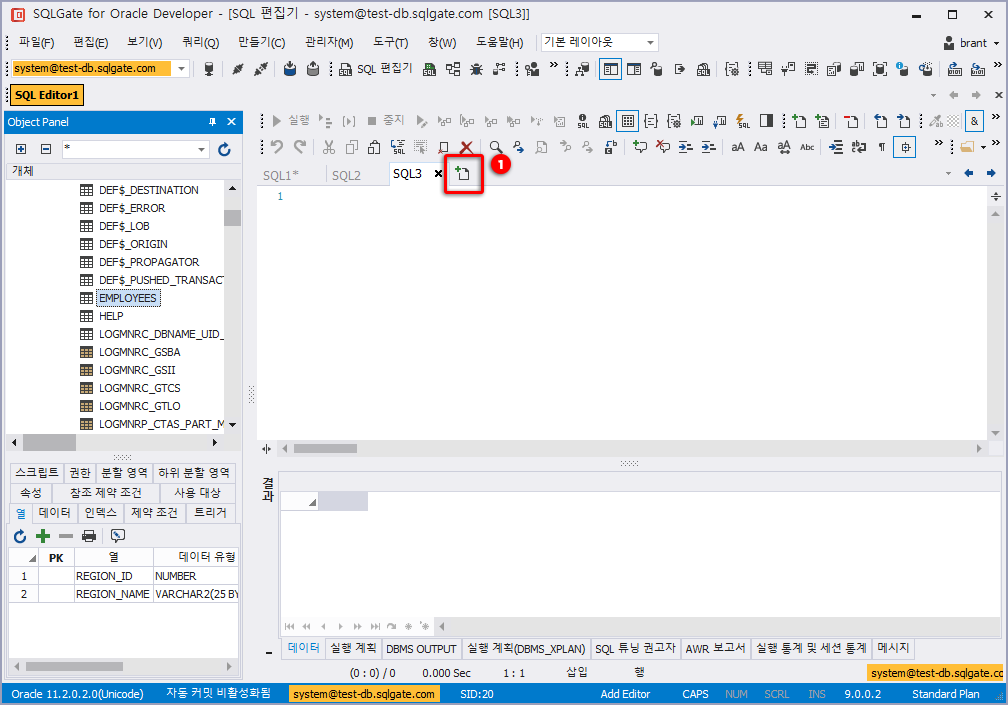 SQLGate for Oracle Developer - [SQL 편집기 - system@test-db.sqlgate.com [SQL3]]
파일(F) 편집(E) 보기(V) 쿼리(Q) 만들기(C) 관리자(M) 도구(T) 창(W) 도움말(H) 기본 레이아웃 brant
system@test-db.sqlgate.com SQL 편집기
SQL Editor1
Object Panel
실행 중지
*
개체
SQL1* SQL2 SQL3 1
1
DEF$_DESTINATION
DEF$_ERROR
DEF$_LOB
DEF$_ORIGIN
DEF$_PROPAGATOR
DEF$_PUSHED_TRANSACT
EMPLOYEES
HELP
LOGMNRC_DBNAME_UID_
LOGMNRC_GSBA
LOGMNRC_GSII
LOGMNRC_GTCS
LOGMNRC_GTLO
LOGMNRP_CTAS_PART_M
스크립트 권한 분할 영역 하위 분할 영역
속성 참조 제약 조건 사용 대상
열 데이터 인덱스 제약 조건 트리거
PK 열 데이터 유형
1 REGION_ID NUMBER
2 REGION_NAME VARCHAR2(25 BY
결과
데이터 실행 계획 DBMS OUTPUT 실행 계획(DBMS_XPLAN) SQL 튜닝 권고자 AWR 보고서 실행 통계 및 세션 통계 메시지
(0 : 0) / 0 0.000 Sec 1 : 1 삽입 행 system@test-db.sqlgate.co
Oracle 11.2.0.2.0(Unicode) 자동 커밋 비활성화됨 system@test-db.sqlgate.com SID:20 Add Editor CAPS NUM SCRL INS 9.0.0.2 Standard Plan